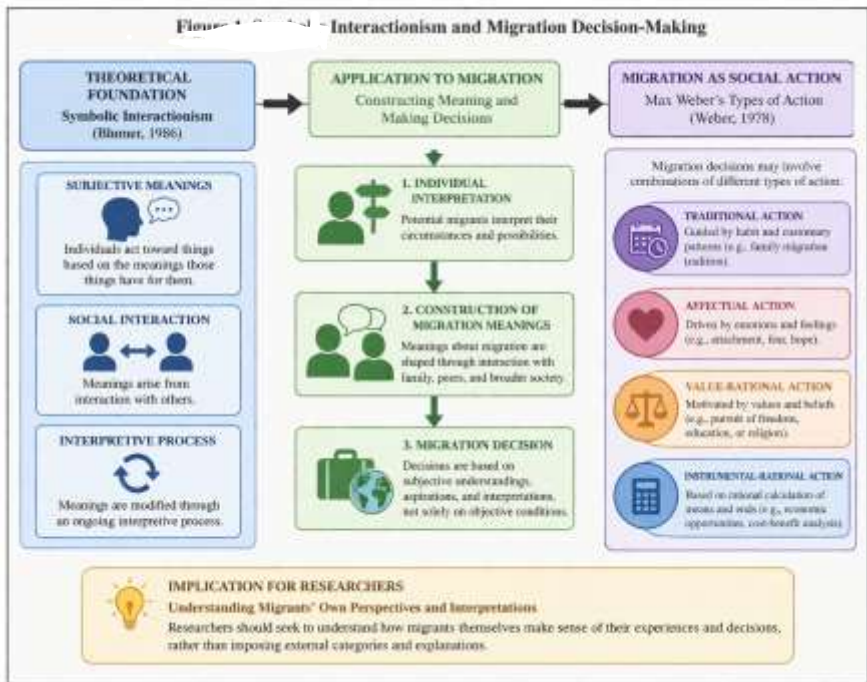 Interactionism and Migration Decision-Making
THEORETICAL
FOUNDATION
Symbolic Interactionism
(Blumer, 1986)
APPLICATION TO MIGRATION
Constructing Meaning and
Making Decisions
MIGRATION AS SOCIAL ACTION
Max Weber's Types of Action
(Weber, 1978)
SUBJECTIVE MEANINGS
Individuals act toward things
based on the meanings those
things have for them.
SOCIAL INTERACTION
Meanings arise from
interaction with others.
INTERPRETIVE PROCESS
Meanings are modified through
an ongoing interpretive process.
1. INDIVIDUAL
INTERPRETATION
Potential migrants interpret their
circumstances and possibilities.
2. CONSTRUCTION OF
MIGRATION MEANINGS
Meanings about migration are
shaped through interaction with
family, peers, and broader society.
3. MIGRATION DECISION
Decisions are based on
subjective understandings,
aspirations, and interpretations,
not solely on objective conditions.
Migration decisions may involve
combinations of different types of action.
TRADITIONAL ACTION
Guided by habit and customary
patterns (e.g., family migration
tradition).
AFFECTUAL ACTION
Driven by emotions and feelings
(e.g., attachment, fear, hope).
VALUE-RATIONAL ACTION
Motivated by values and beliefs
(e.g., pursuit of freedom,
education, or religion).
INSTRUMENTAL-RATIONAL ACTION
Based on rational calculation of
means and ends (e.g., economic
opportunities, cost-benefit analysis).
IMPLICATION FOR RESEARCHERS
Understanding Migrants' Own Perspectives and Interpretations
Researchers should seek to understand how migrants themselves make sense of their experiences and decisions,
rather than imposing external categories and explanations.